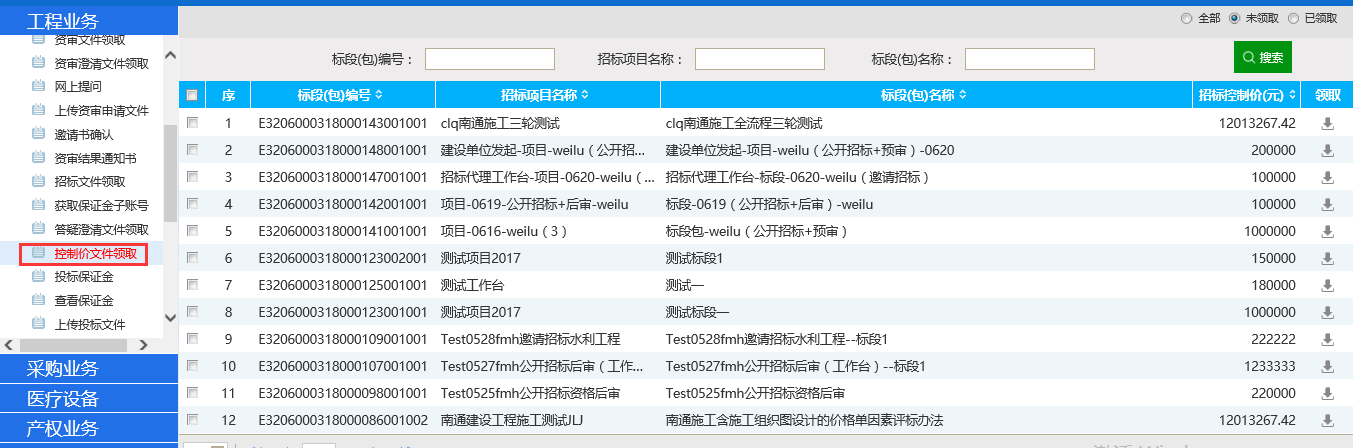 工程业务
资审文件领取
资审澄清文件领取
网上提问
上传资审申请文件
邀请书确认
资审结果通知书
招标文件领取
获取保证金子账号
答疑澄清文件领取
控制价文件领取
投标保证金
查看保证金
上传投标文件
采购业务
医疗设备
产权业务
全部 未领取 已领取
标段(包)编号： 招标项目名称： 标段(包)名称： 搜索
序 标段(包)编号 招标项目名称 标段(包)名称 招标控制价(元) 领取
1 E3206000318000143001001 clq南通施工三轮测试 clq南通施工全流程三轮测试 12013267.42
2 E3206000318000148001001 建设单位发起-项目-weilu（公开招... 建设单位发起-项目-weilu（公开招标+预审）-0620 200000
3 E3206000318000147001001 招标代理工作台-项目-0620-weilu（... 招标代理工作台-标段-0620-weilu（邀请招标） 100000
4 E3206000318000142001001 项目-0619-公开招标+后审-weilu 标段-0619（公开招标+后审）-weilu 100000
5 E3206000318000141001001 项目-0616-weilu（3） 标段包-weilu（公开招标+预审） 1000000
6 E3206000318000123002001 测试项目2017 测试标段1 150000
7 E3206000318000125001001 测试工作台 测试一 180000
8 E3206000318000123001001 测试项目2017 测试标段一 1000000
9 E3206000318000109001001 Test0528fmh邀请招标水利工程 Test0528fmh邀请招标水利工程--标段1 222222
10 E3206000318000107001001 Test0527fmh公开招标后审（工作... Test0527fmh公开招标后审（工作台）--标段1 1233333
11 E3206000318000098001001 Test0525fmh公开招标资格后审 Test0525fmh公开招标资格后审 220000
12 E3206000318000086001002 南通建设工程施工测试JLJ 南通施工含施工组织图设计的价格单因素评标办法 12013267.42